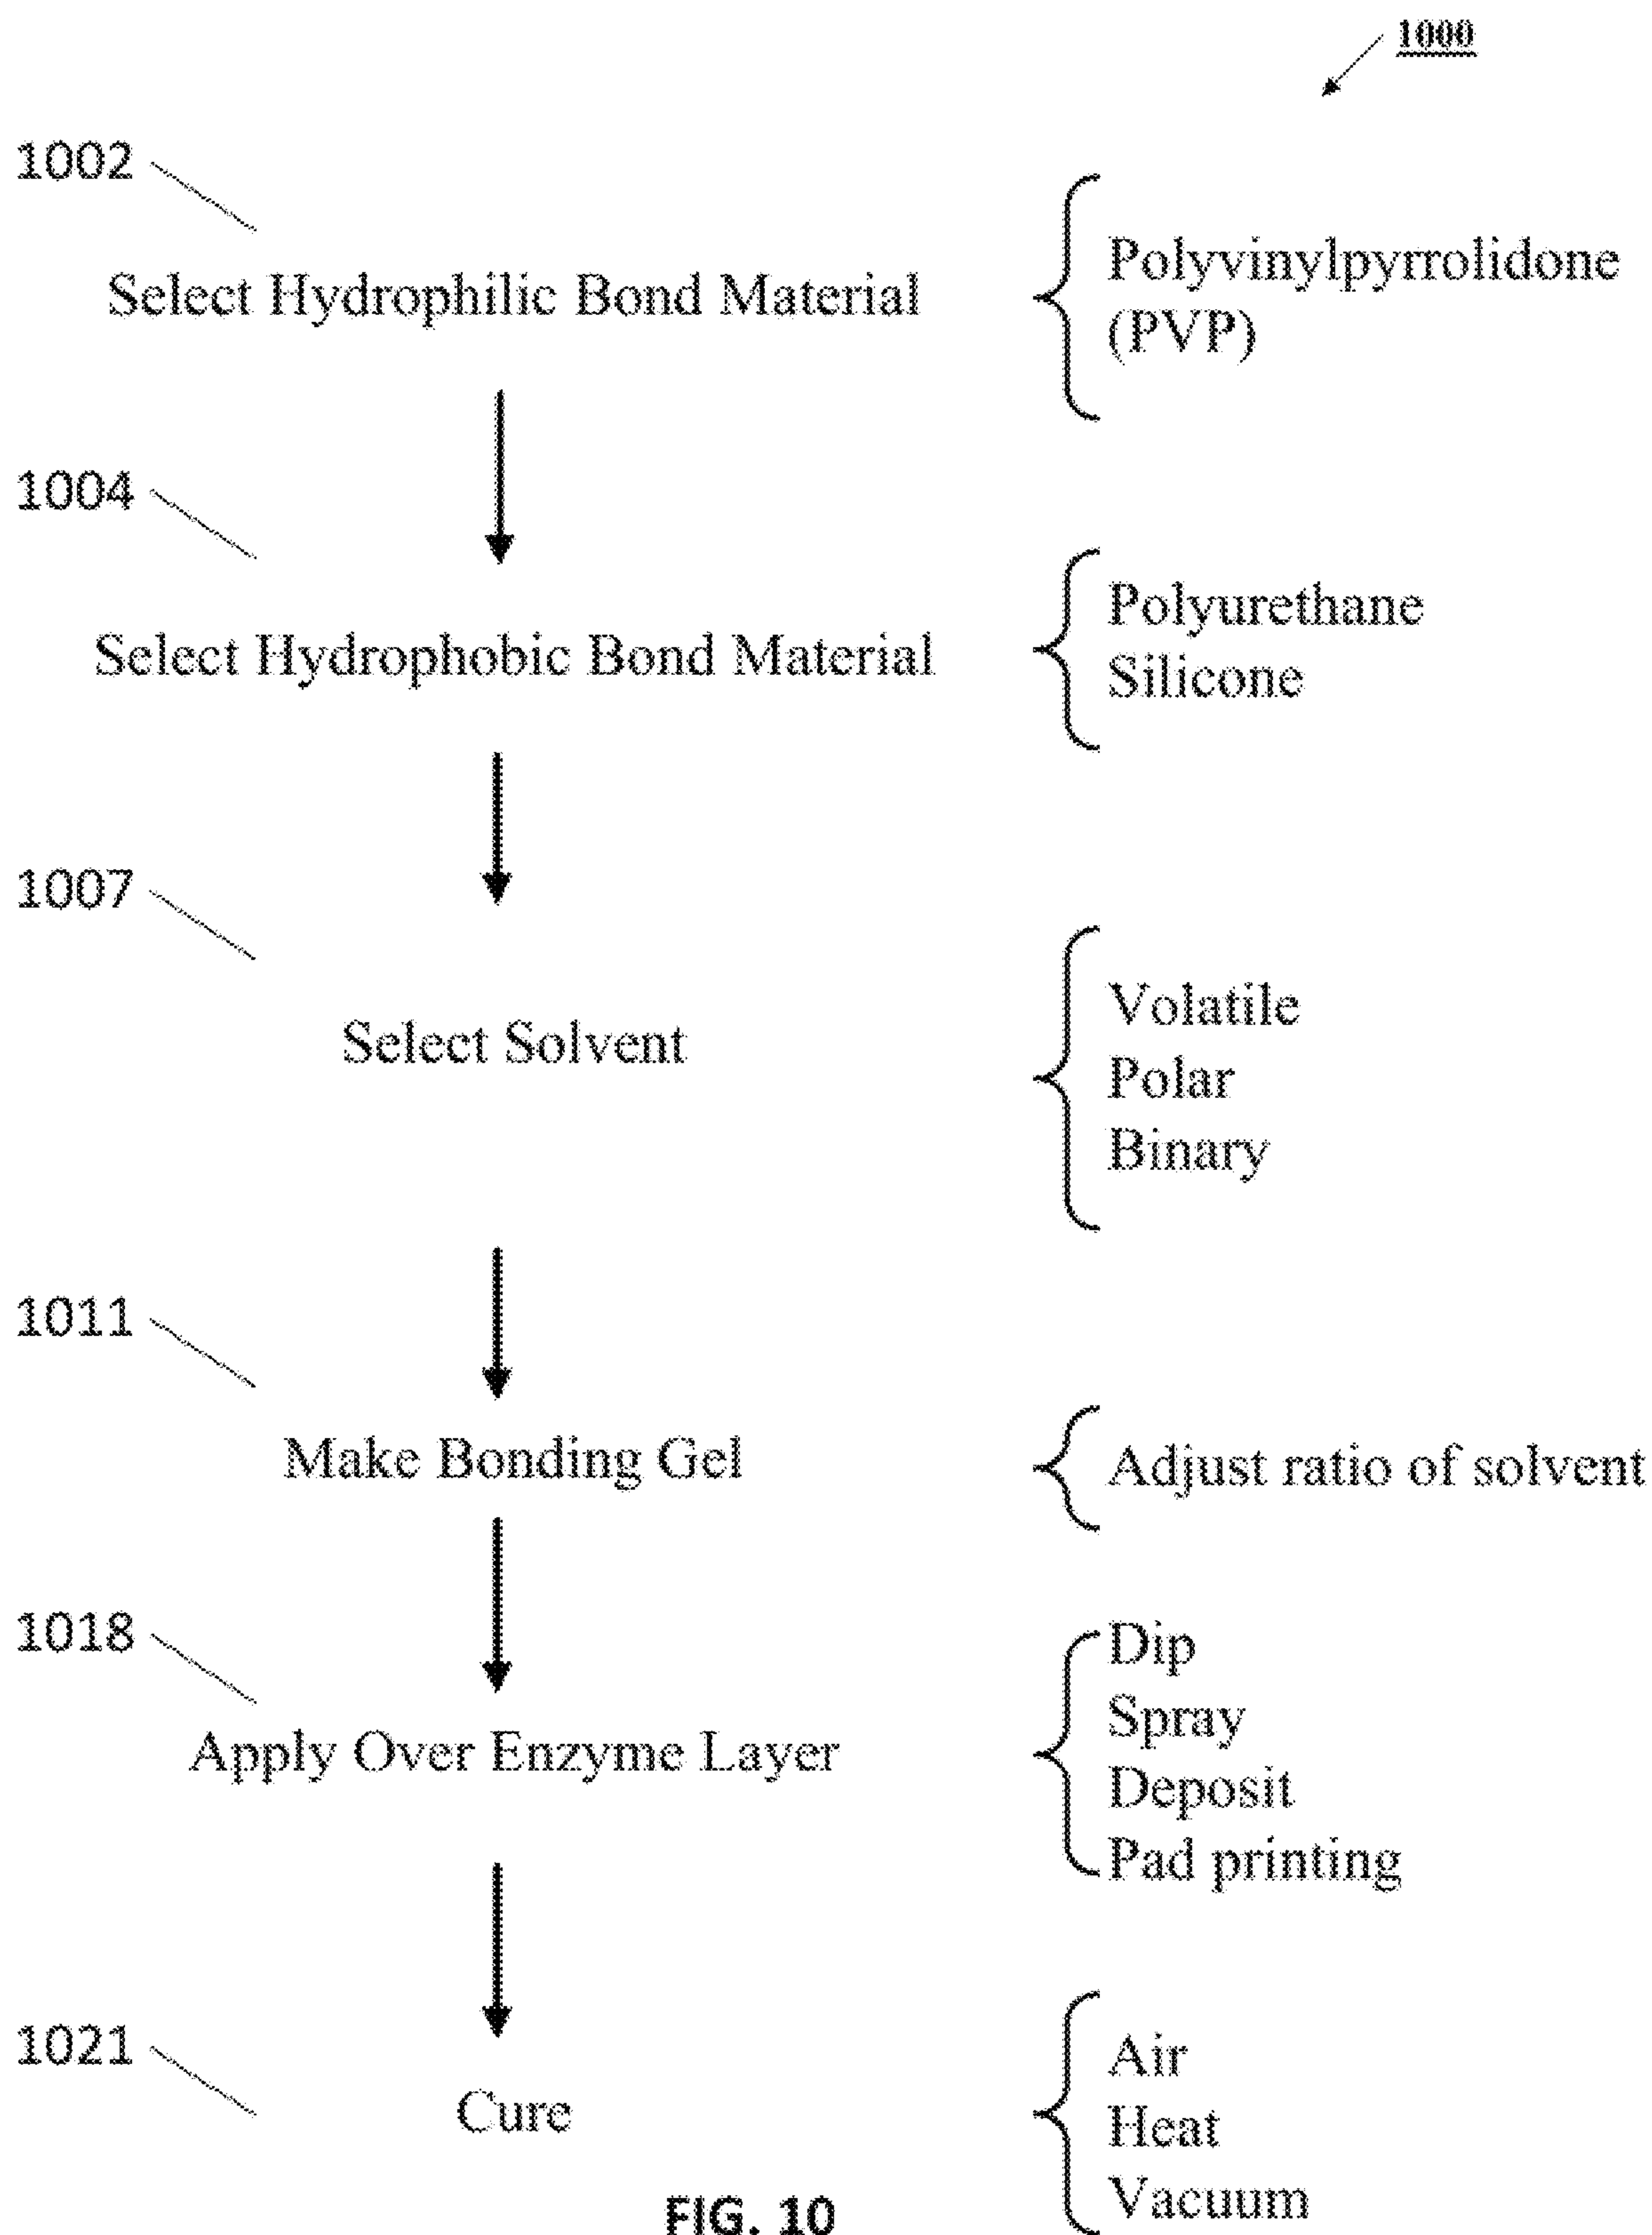 1000
1002
Select Hydrophilic Bond Material
Polyvinylpyrrolidone
(PVP)
1004
Select Hydrophobic Bond Material
Polyurethane
Silicone
1007
Select Solvent
Volatile
Polar
Binary
1011
Make Bonding Gel
Adjust ratio of solvent
1018
Apply Over Enzyme Layer
Dip
Spray
Deposit
Pad printing
1021
Cure
Air
Heat
Vacuum
FIG. 10